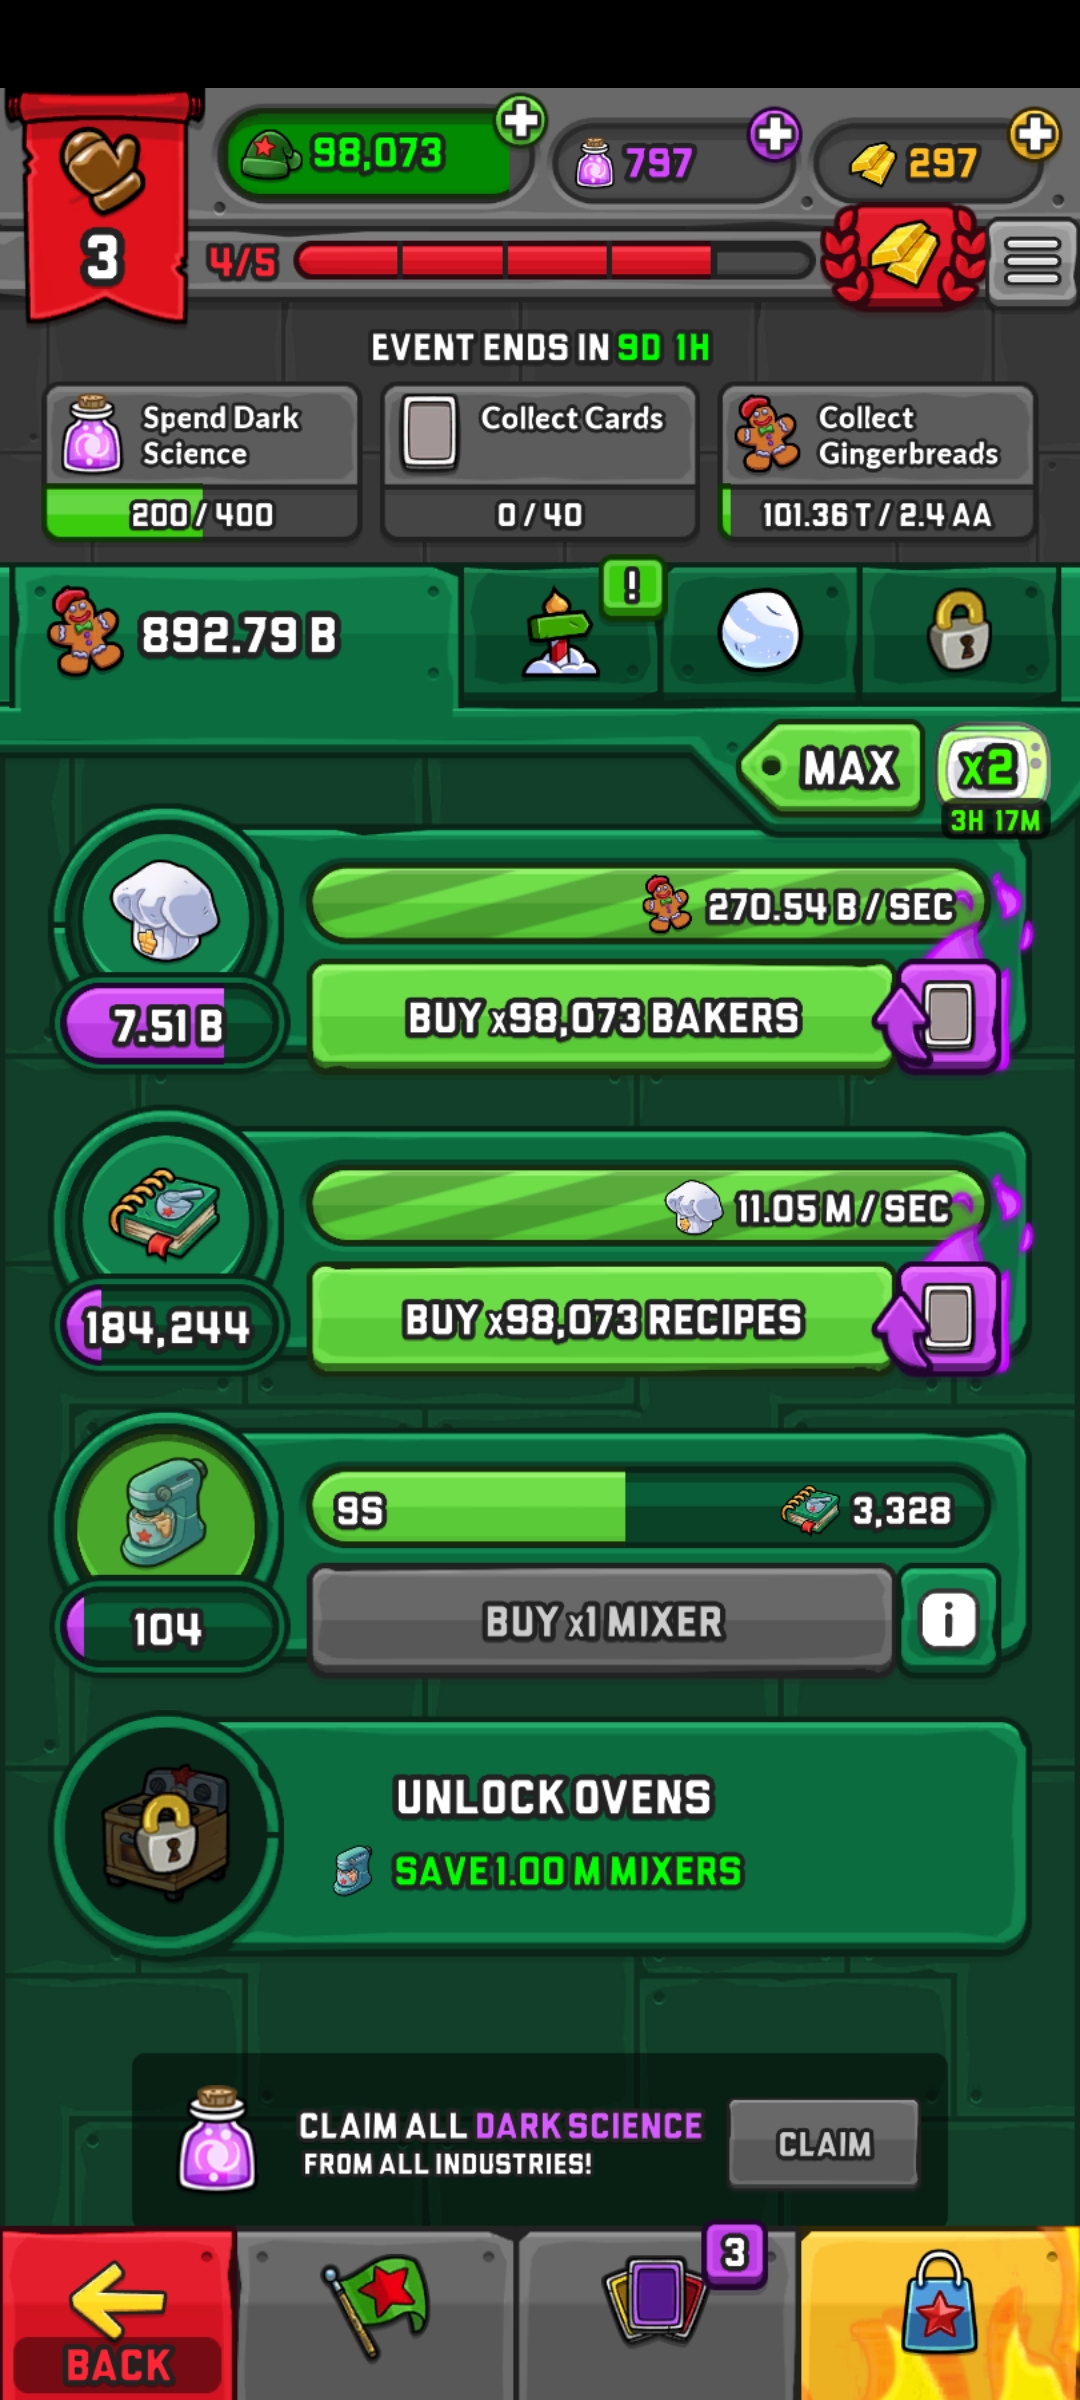 98,073
797
297
3
4/5
EVENT ENDS IN 9D 1H
Spend Dark
Science
200 / 400
Collect Cards
0 / 40
Collect
Gingerbreads
101.36 T / 2.4 AA
892.79 B
!
MAX
x2
3H 17M
270.54 B / SEC
7.51 B
BUY x98,073 BAKERS
11.05 M / SEC
184,244
BUY x98,073 RECIPES
9S
3,328
104
BUY x1 MIXER
i
UNLOCK OVENS
SAVE 1.00 M MIXERS
CLAIM ALL DARK SCIENCE
FROM ALL INDUSTRIES!
CLAIM
3
BACK